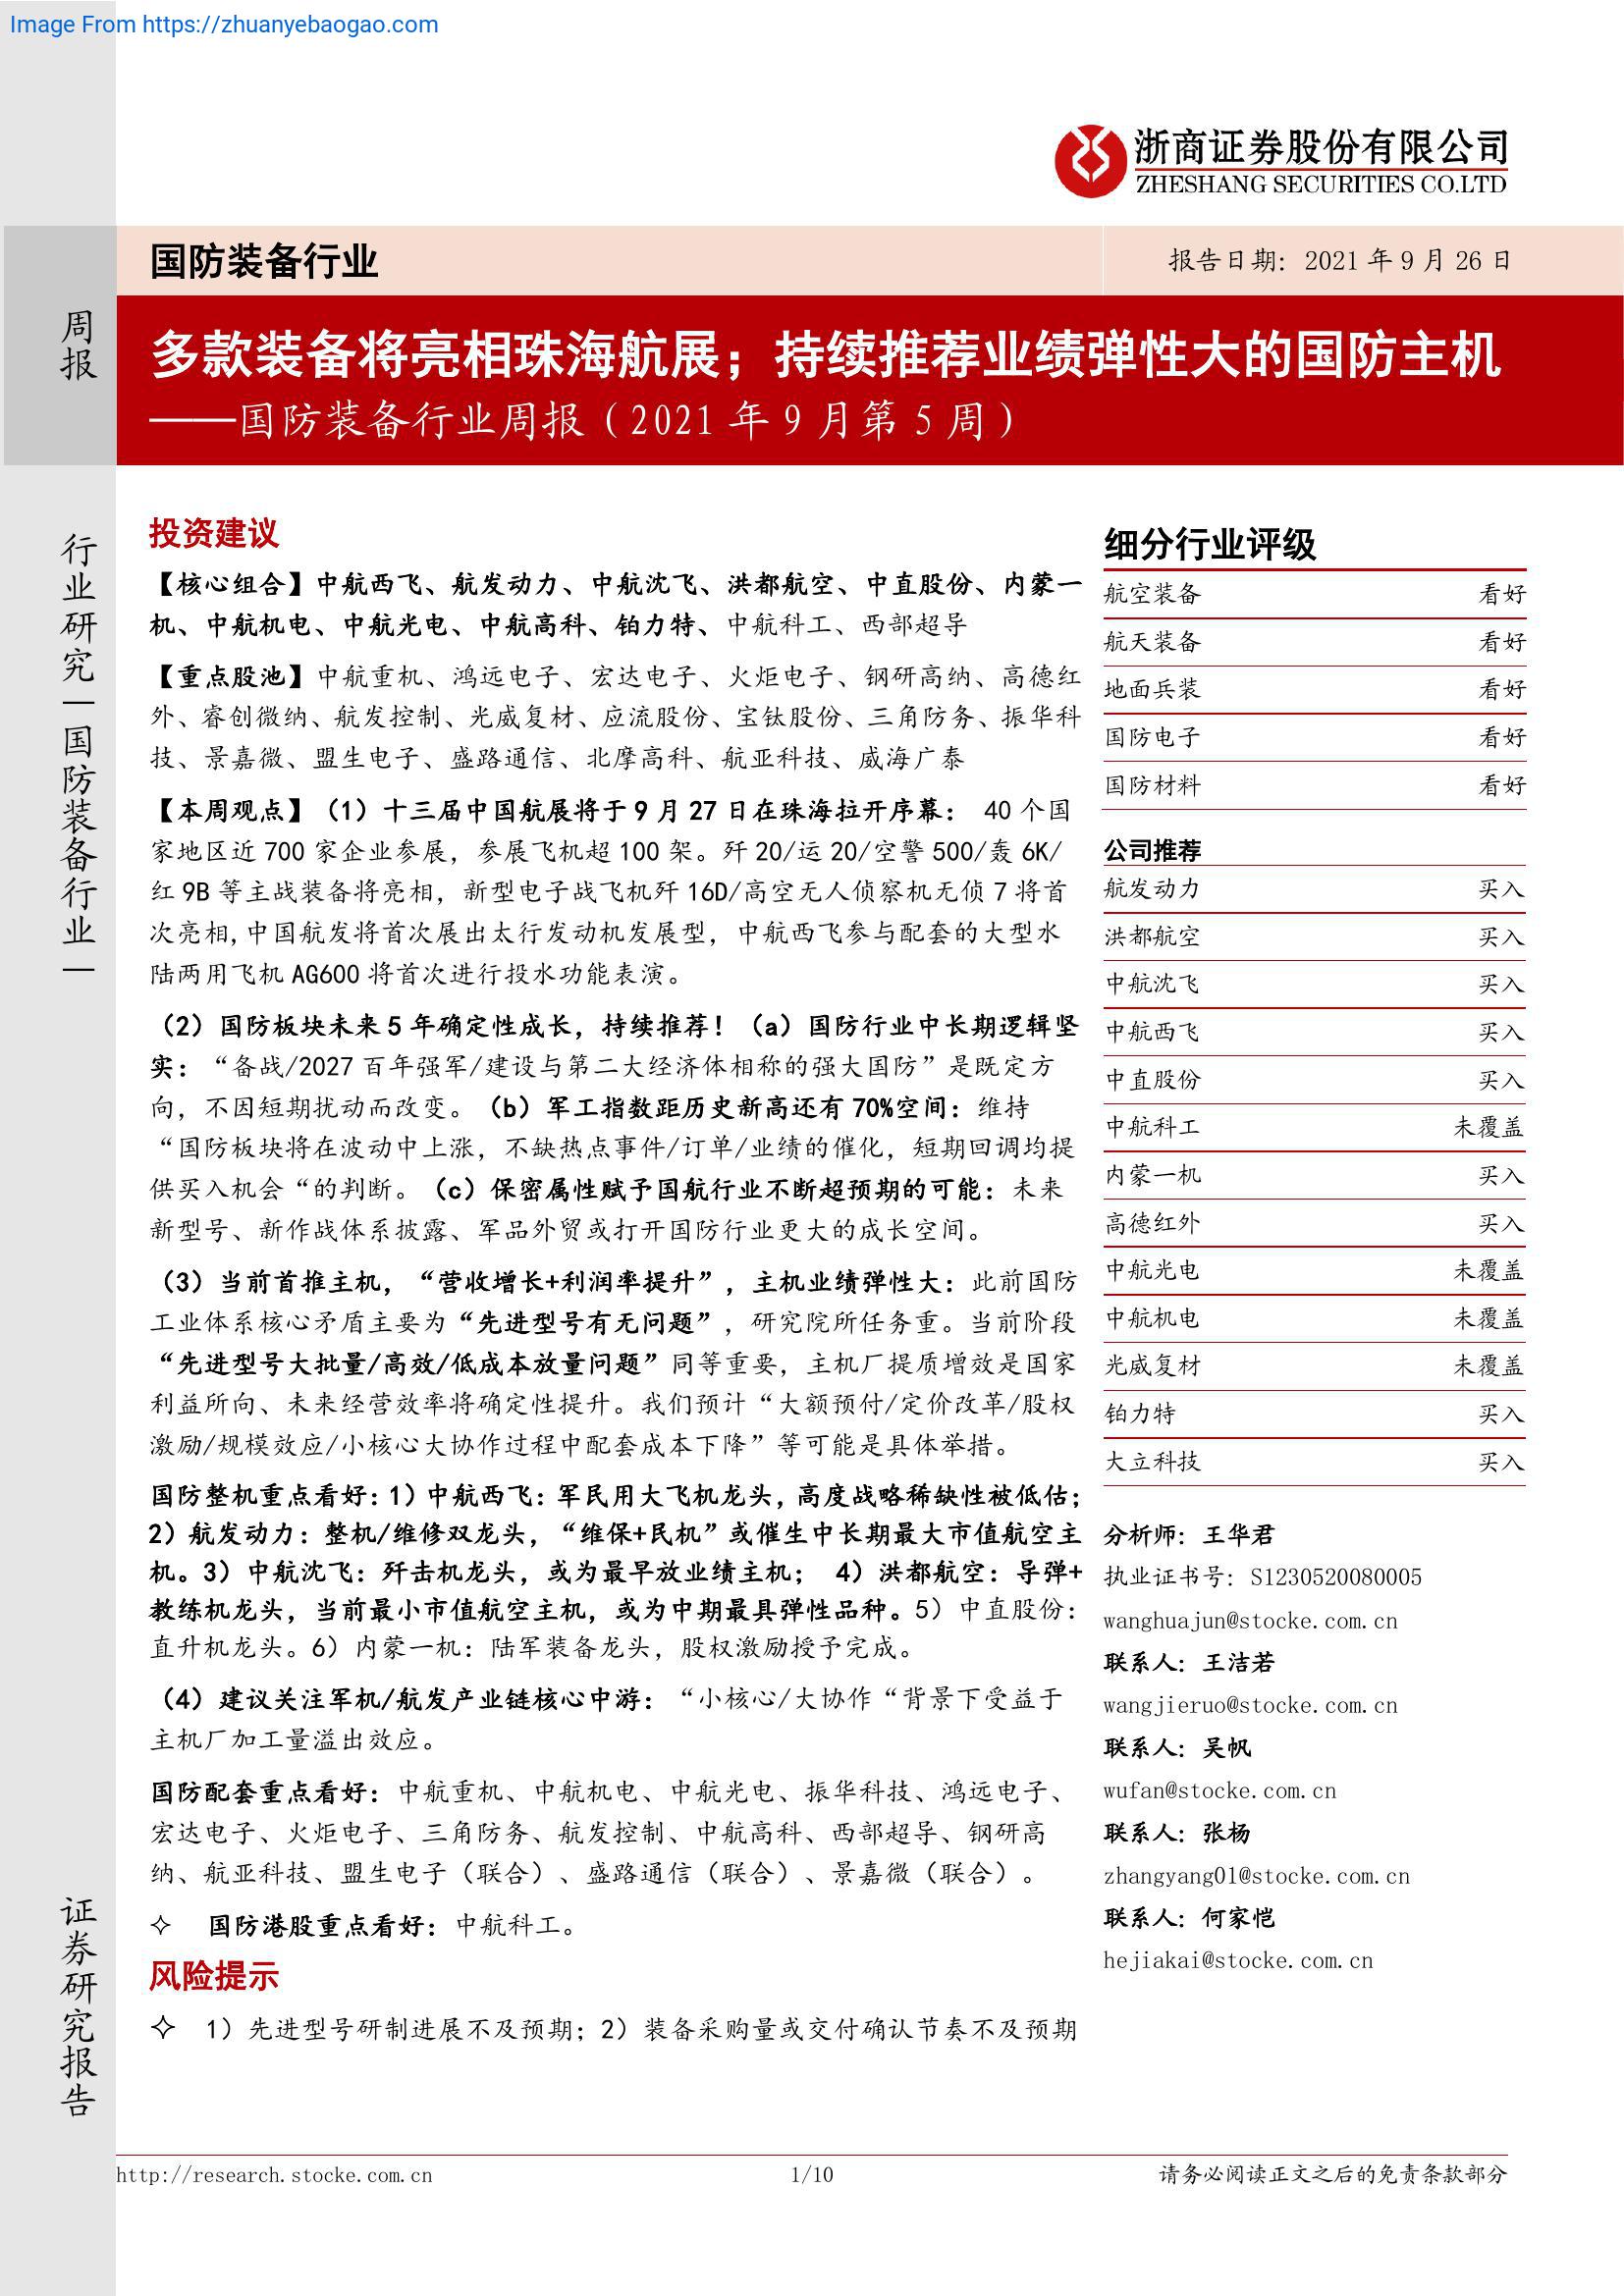 Image From https://zhuanyebaogao.com
浙商证券股份有限公司
ZHESHANG SECURITIES CO.LTD
国防装备行业
报告日期：2021 年 9 月 26 日
周报
多款装备将亮相珠海航展；持续推荐业绩弹性大的国防主机
——国防装备行业周报（2021 年 9 月第 5 周）
行业研究｜国防装备行业｜
证券研究报告
投资建议
【核心组合】中航西飞、航发动力、中航沈飞、洪都航空、中直股份、内蒙一
机、中航机电、中航光电、中航高科、铂力特、中航科工、西部超导
【重点股池】中航重机、鸿远电子、宏达电子、火炬电子、钢研高纳、高德红
外、睿创微纳、航发控制、光威复材、应流股份、宝钛股份、三角防务、振华科
技、景嘉微、盟生电子、盛路通信、北摩高科、航亚科技、威海广泰
【本周观点】（1）十三届中国航展将于 9 月 27 日在珠海拉开序幕： 40 个国
家地区近 700 家企业参展，参展飞机超 100 架。歼 20/运 20/空警 500/轰 6K/
红 9B 等主战装备将亮相，新型电子战飞机歼 16D/高空无人侦察机无侦 7 将首
次亮相,中国航发将首次展出太行发动机发展型，中航西飞参与配套的大型水
陆两用飞机 AG600 将首次进行投水功能表演。
（2）国防板块未来 5 年确定性成长，持续推荐！（a）国防行业中长期逻辑坚
实：“备战/2027 百年强军/建设与第二大经济体相称的强大国防”是既定方
向，不因短期扰动而改变。（b）军工指数距历史新高还有 70%空间：维持
“国防板块将在波动中上涨，不缺热点事件/订单/业绩的催化，短期回调均提
供买入机会“的判断。（c）保密属性赋予国航行业不断超预期的可能：未来
新型号、新作战体系披露、军品外贸或打开国防行业更大的成长空间。
（3）当前首推主机，“营收增长+利润率提升”，主机业绩弹性大：此前国防
工业体系核心矛盾主要为“先进型号有无问题”，研究院所任务重。当前阶段
“先进型号大批量/高效/低成本放量问题”同等重要，主机厂提质增效是国家
利益所向、未来经营效率将确定性提升。我们预计“大额预付/定价改革/股权
激励/规模效应/小核心大协作过程中配套成本下降”等可能是具体举措。
国防整机重点看好：1）中航西飞：军民用大飞机龙头，高度战略稀缺性被低估；
2）航发动力：整机/维修双龙头，“维保+民机”或催生中长期最大市值航空主
机。3）中航沈飞：歼击机龙头，或为最早放业绩主机； 4）洪都航空：导弹+
教练机龙头，当前最小市值航空主机，或为中期最具弹性品种。5）中直股份：
直升机龙头。6）内蒙一机：陆军装备龙头，股权激励授予完成。
（4）建议关注军机/航发产业链核心中游：“小核心/大协作“背景下受益于
主机厂加工量溢出效应。
国防配套重点看好：中航重机、中航机电、中航光电、振华科技、鸿远电子、
宏达电子、火炬电子、三角防务、航发控制、中航高科、西部超导、钢研高
纳、航亚科技、盟生电子（联合）、盛路通信（联合）、景嘉微（联合）。
✧ 国防港股重点看好：中航科工。
风险提示
✧ 1）先进型号研制进展不及预期；2）装备采购量或交付确认节奏不及预期
细分行业评级
航空装备 看好
航天装备 看好
地面兵装 看好
国防电子 看好
国防材料 看好
公司推荐
航发动力 买入
洪都航空 买入
中航沈飞 买入
中航西飞 买入
中直股份 买入
中航科工 未覆盖
内蒙一机 买入
高德红外 买入
中航光电 未覆盖
中航机电 未覆盖
光威复材 未覆盖
铂力特 买入
大立科技 买入
分析师：王华君
执业证书号：S1230520080005
wanghuajun@stocke.com.cn
联系人：王洁若
wangjieruo@stocke.com.cn
联系人：吴帆
wufan@stocke.com.cn
联系人：张杨
zhangyang01@stocke.com.cn
联系人：何家恺
hejiakai@stocke.com.cn
http://research.stocke.com.cn
1/10
请务必阅读正文之后的免责条款部分